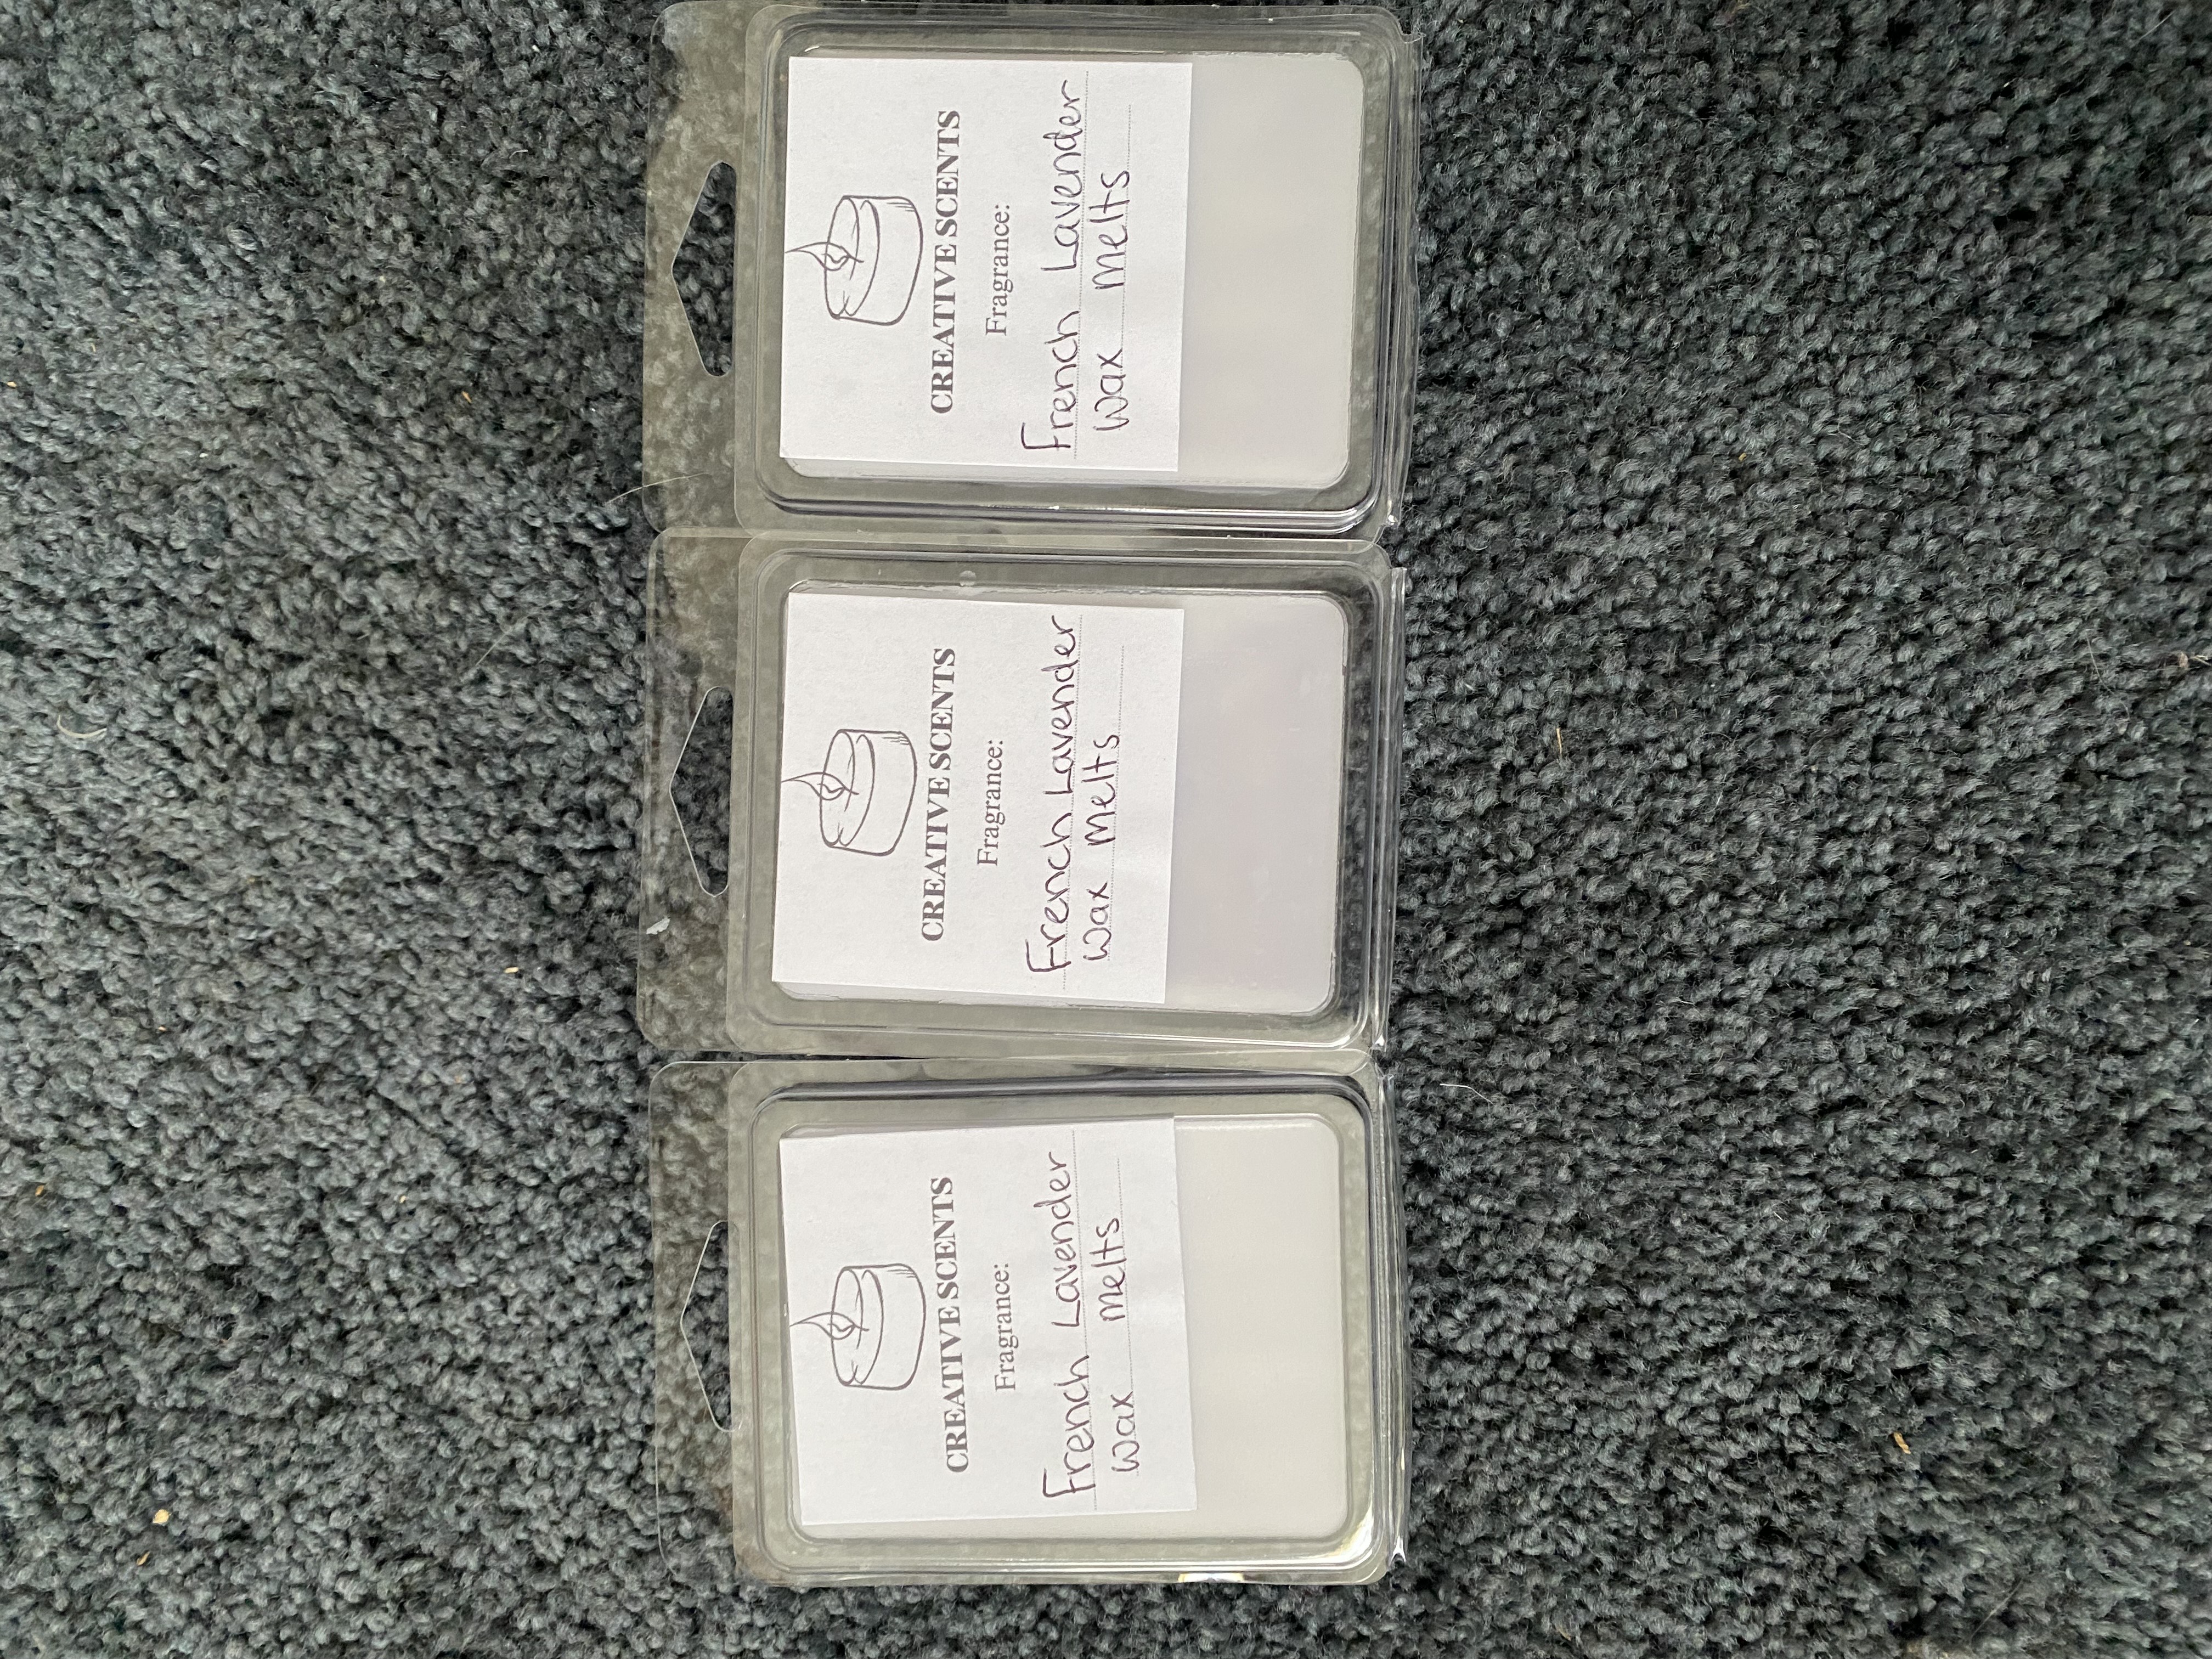 CREATIVE SCENTS
Fragrance:
French Lavender
wax melts
CREATIVE SCENTS
Fragrance:
French Lavender
wax melts
CREATIVE SCENTS
Fragrance:
French Lavender
wax melts